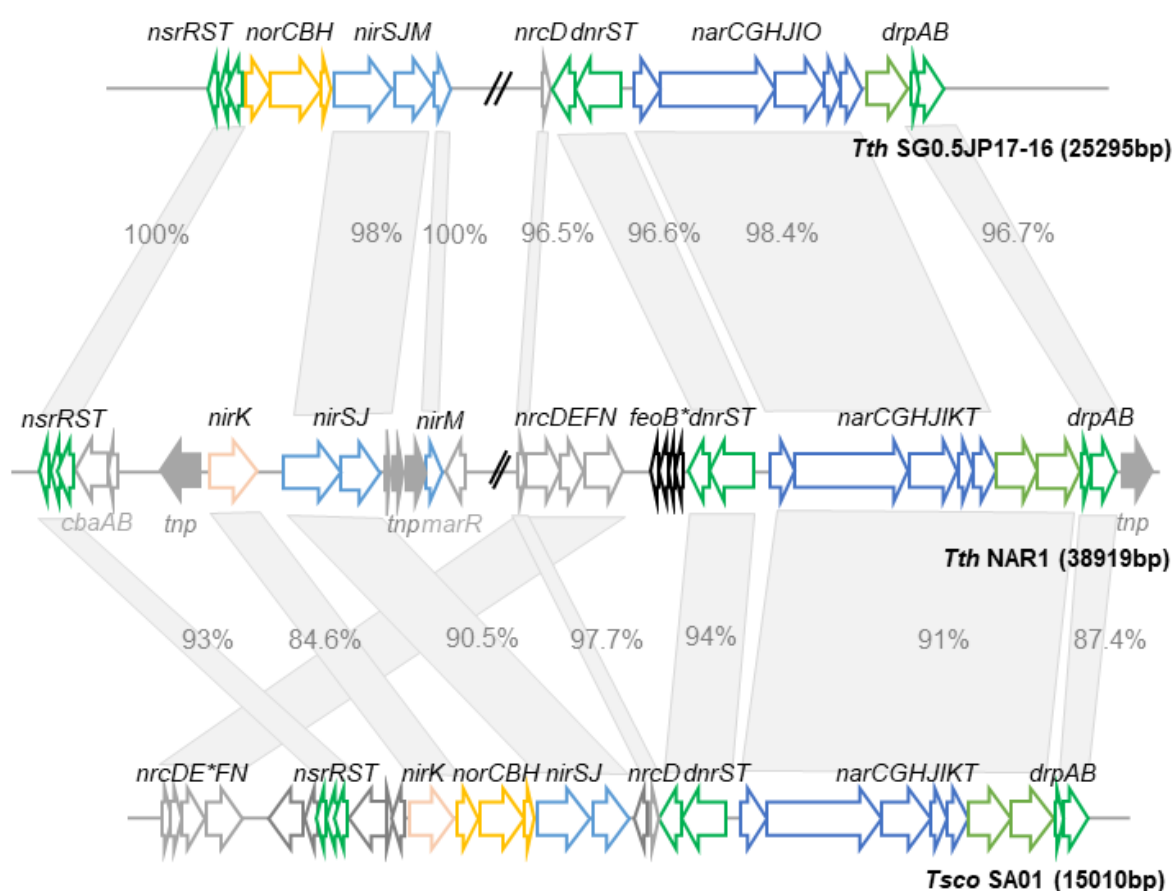 nsrRST norCBH nirSJM nrcD dnrST narCGHJIO drpAB
Tth SG0.5JP17-16 (25295bp)
100% 98% 100% 96.5% 96.6% 98.4% 96.7%
nsrRST nirK nirSJ nirM nrcDEFN feoB* dnrST narCGHJIKT drpAB
cbaAB tnp tnp marR tnp
Tth NAR1 (38919bp)
93% 84.6% 90.5% 97.7% 94% 91% 87.4%
nrcDE*FN nsrRST nirK norCBH nirSJ nrcD dnrST narCGHJIKT drpAB
Tsco SA01 (15010bp)